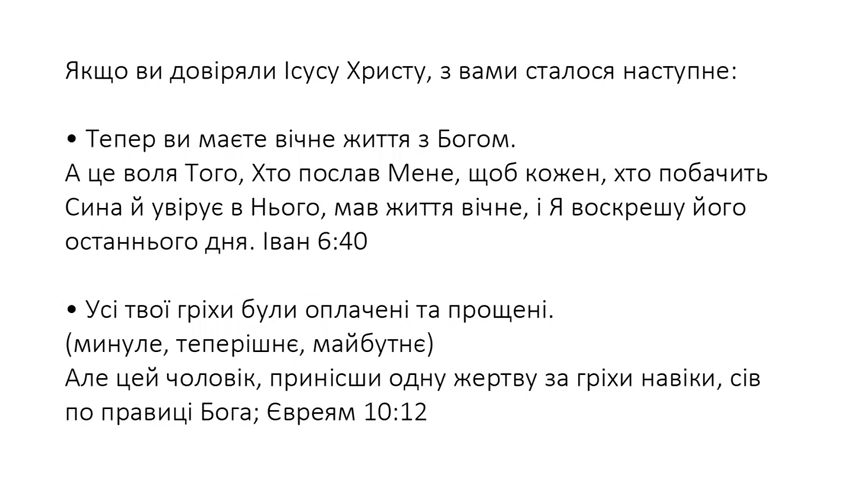 Якщо ви довіряли Ісусу Христу, з вами сталося наступне:
• Тепер ви маєте вічне життя з Богом.
А це воля Того, Хто послав Мене, щоб кожен, хто побачить
Сина й увірує в Нього, мав життя вічне, і Я воскрешу його
останнього дня. Іван 6:40
• Усі твої гріхи були оплачені та прощені.
(минуле, теперішнє, майбутнє)
Але цей чоловік, принісши одну жертву за гріхи навіки, сів
по правиці Бога; Євреям 10:12